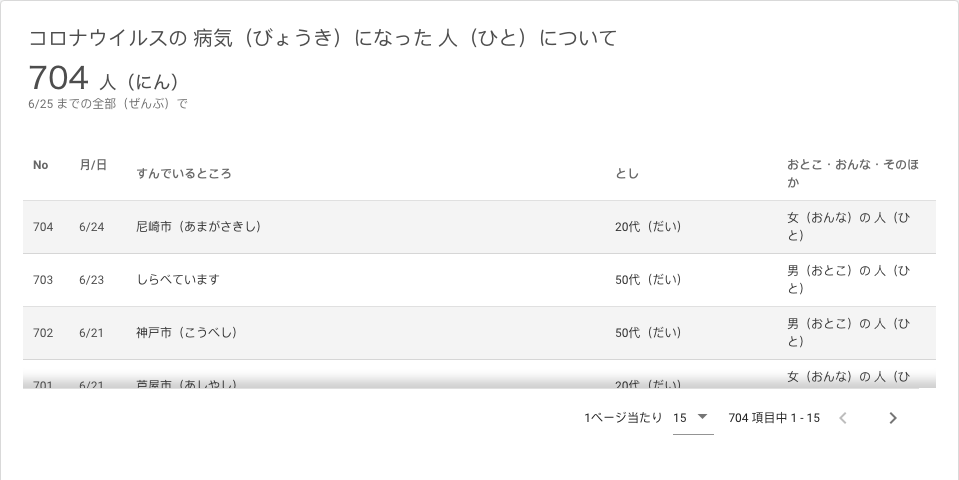 コロナウイルスの 病気（びょうき）になった 人（ひと）について
704 人（にん）
6/25 までの全部（ぜんぶ）で
No 月/日 すんでいるところ とし おとこ・おんな・そのほか
704 6/24 尼崎市（あまがさきし） 20代（だい） 女（おんな）の 人（ひと）
703 6/23 しらべています 50代（だい） 男（おとこ）の 人（ひと）
702 6/21 神戸市（こうべし） 50代（だい） 男（おとこ）の 人（ひと）
701 6/21 芦屋市（あしやし） 20代（だい） 女（おんな）の 人（ひ
1ページ当たり 15 704 項目中 1 - 15